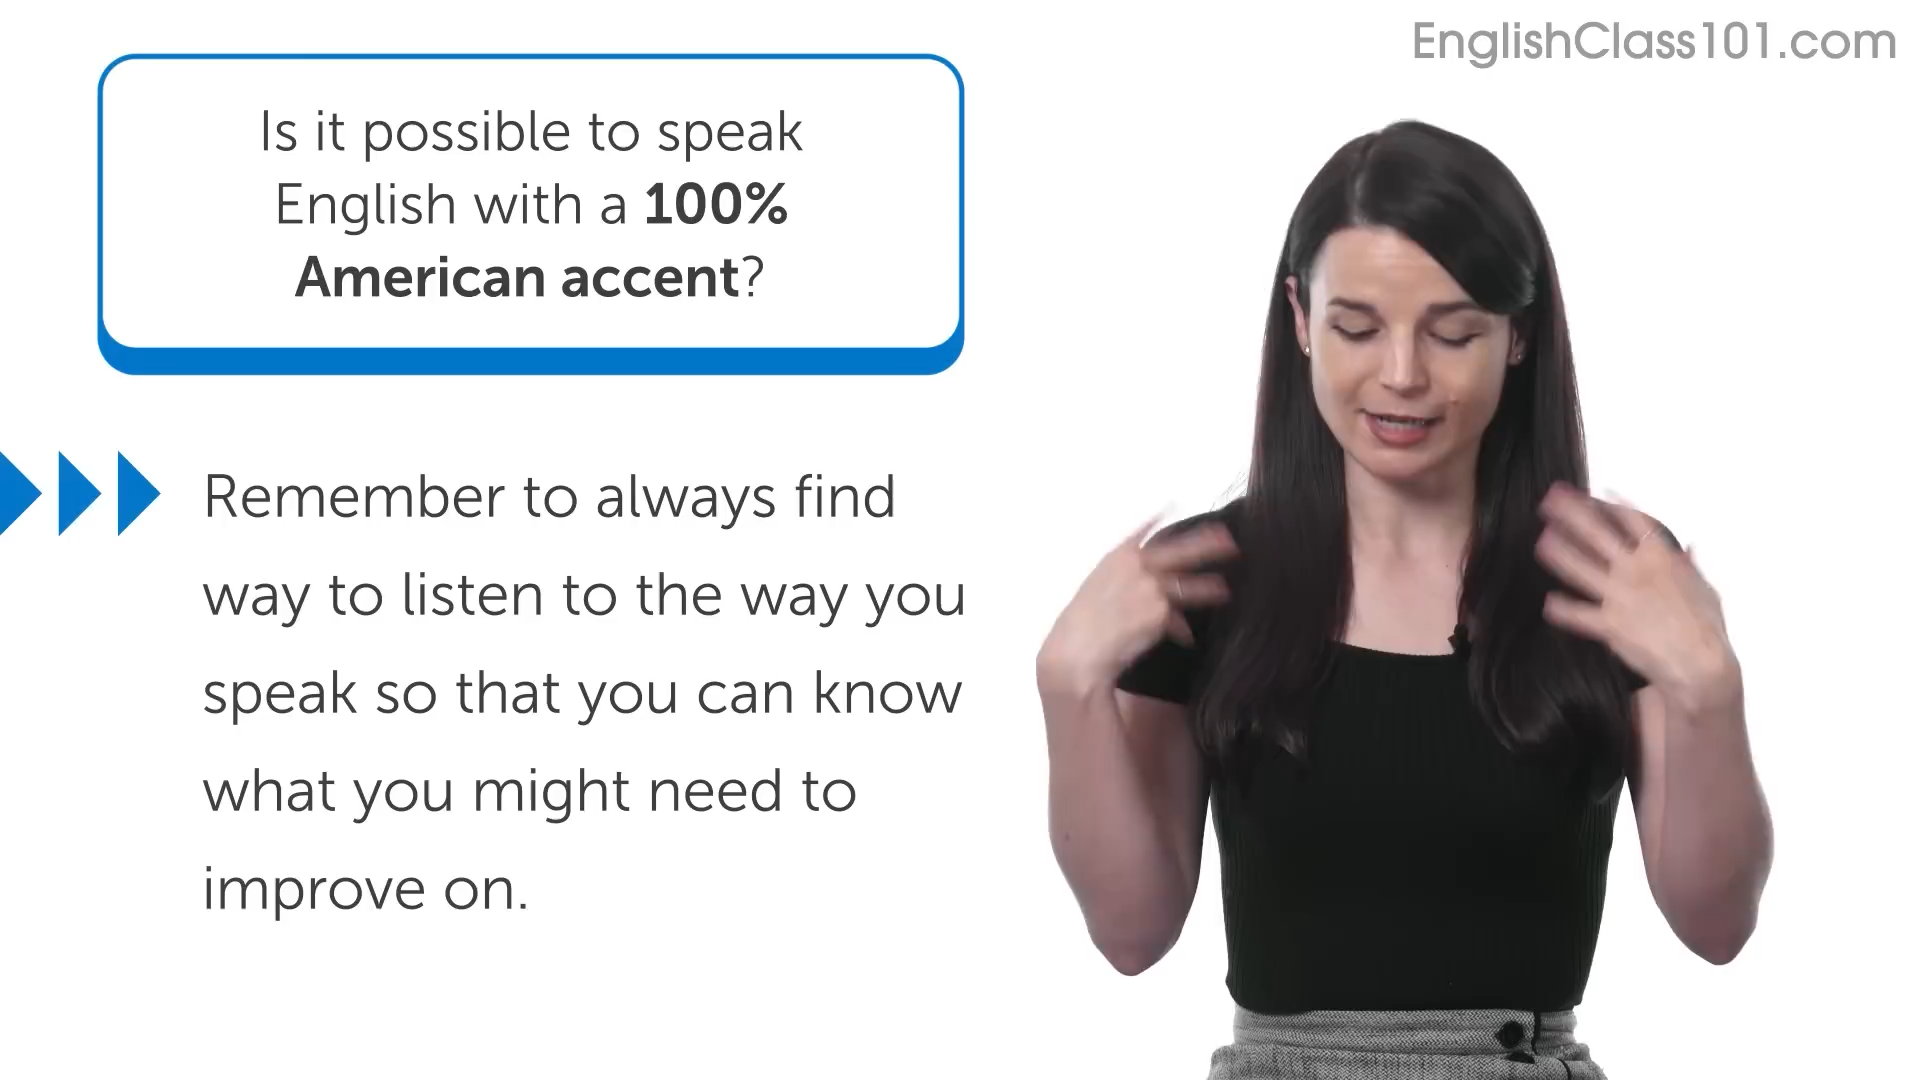 EnglishClass101.com
Is it possible to speak
English with a 100%
American accent?
Remember to always find
way to listen to the way you
speak so that you can know
what you might need to
improve on.